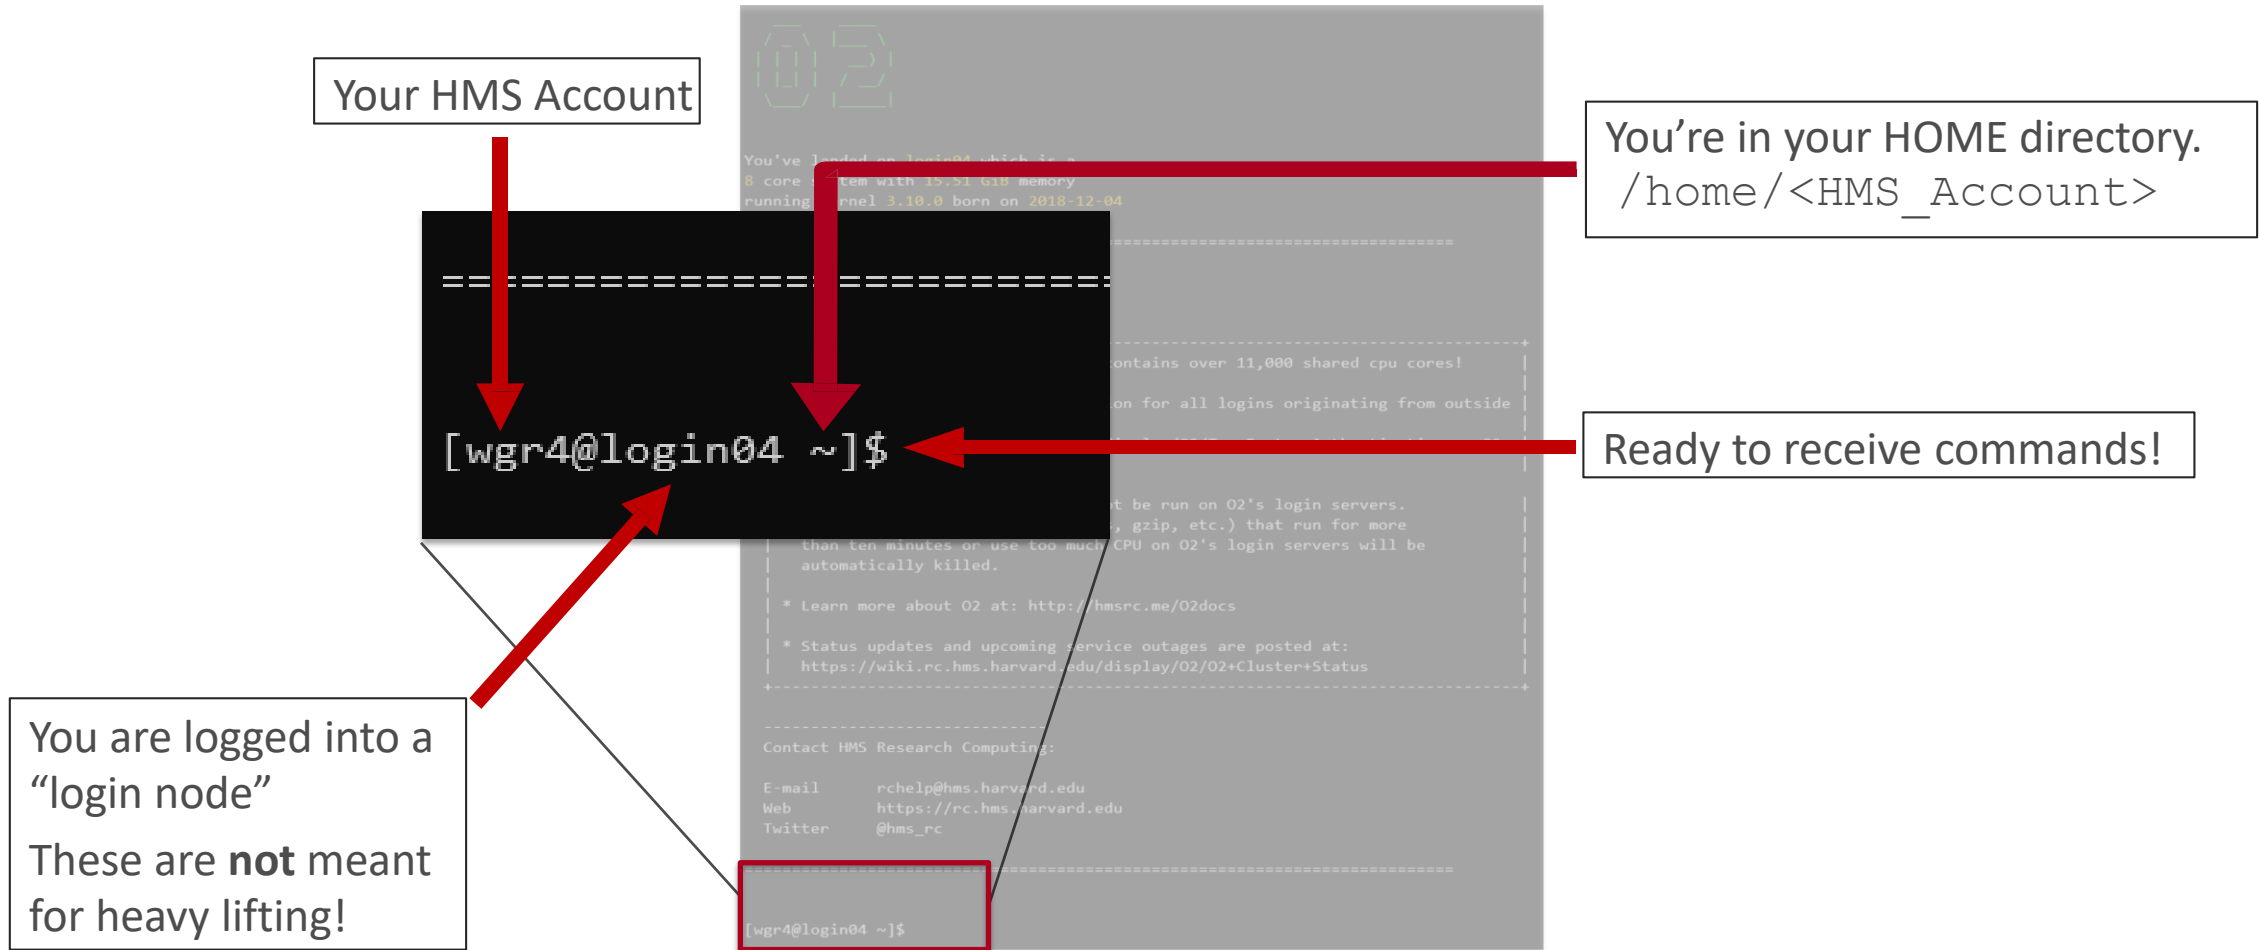 Your HMS Account
You're in your HOME directory.
/home/<HMS_Account>
Ready to receive commands!
You are logged into a
“login node”
These are not meant
for heavy lifting!
You've landed on login04 which is a
8 core system with 15.51 GiB memory
running kernel 3.10.0 born on 2018-12-04
=====================================
============================
[wgr4@login04 ~]$
contains over 11,000 shared cpu cores!
on for all logins originating from outside
t be run on O2's login servers.
, gzip, etc.) that run for more
than ten minutes or use too much CPU on O2's login servers will be
automatically killed.
* Learn more about O2 at: http://hmsrc.me/O2docs
* Status updates and upcoming service outages are posted at:
https://wiki.rc.hms.harvard.edu/display/O2/O2+Cluster+Status
------------------------------
Contact HMS Research Computing:
E-mail rchelp@hms.harvard.edu
Web https://rc.hms.harvard.edu
Twitter @hms_rc
===========================================================================
[wgr4@login04 ~]$